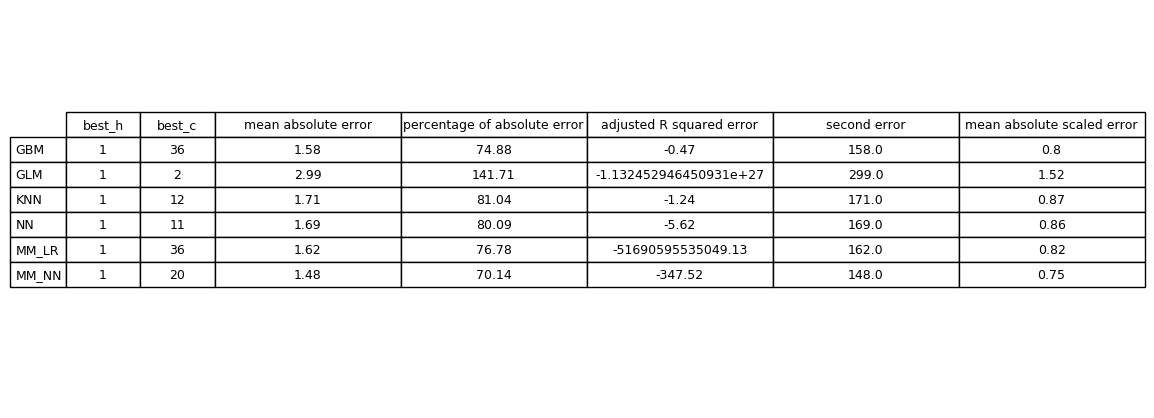 best_h best_c mean absolute error percentage of absolute error adjusted R squared error second error mean absolute scaled error
GBM 1 36 1.58 74.88 -0.47 158.0 0.8
GLM 1 2 2.99 141.71 -1.132452946450931e+27 299.0 1.52
KNN 1 12 1.71 81.04 -1.24 171.0 0.87
NN 1 11 1.69 80.09 -5.62 169.0 0.86
MM_LR 1 36 1.62 76.78 -51690595535049.13 162.0 0.82
MM_NN 1 20 1.48 70.14 -347.52 148.0 0.75